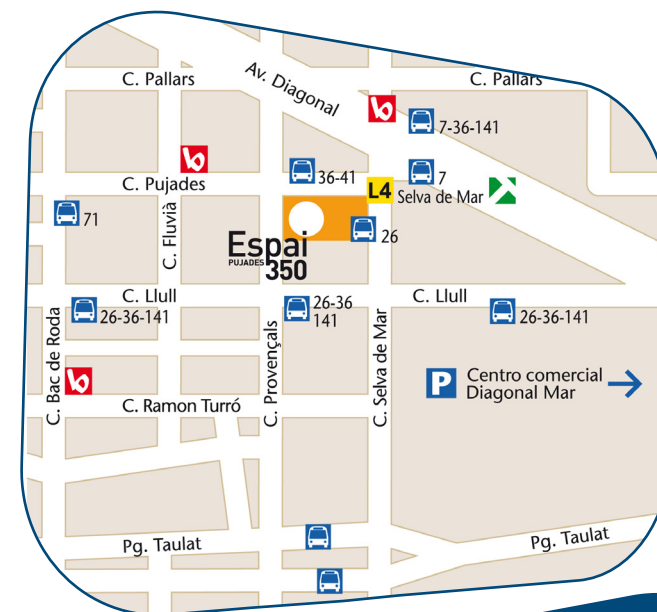 C. Pallars
Av. Diagonal
C. Pallars
b
7-36-141
b
36-41
7
C. Pujades
L4
Selva de Mar
71
C. Fluvià
26
Espai
PUJADES 350
C. Llull
C. Llull
26-36-141
26-36
141
26-36-141
C. Bac de Roda
C. Provençals
C. Selva de Mar
b
P
Centro comercial
Diagonal Mar
C. Ramon Turró
Pg. Taulat
Pg. Taulat